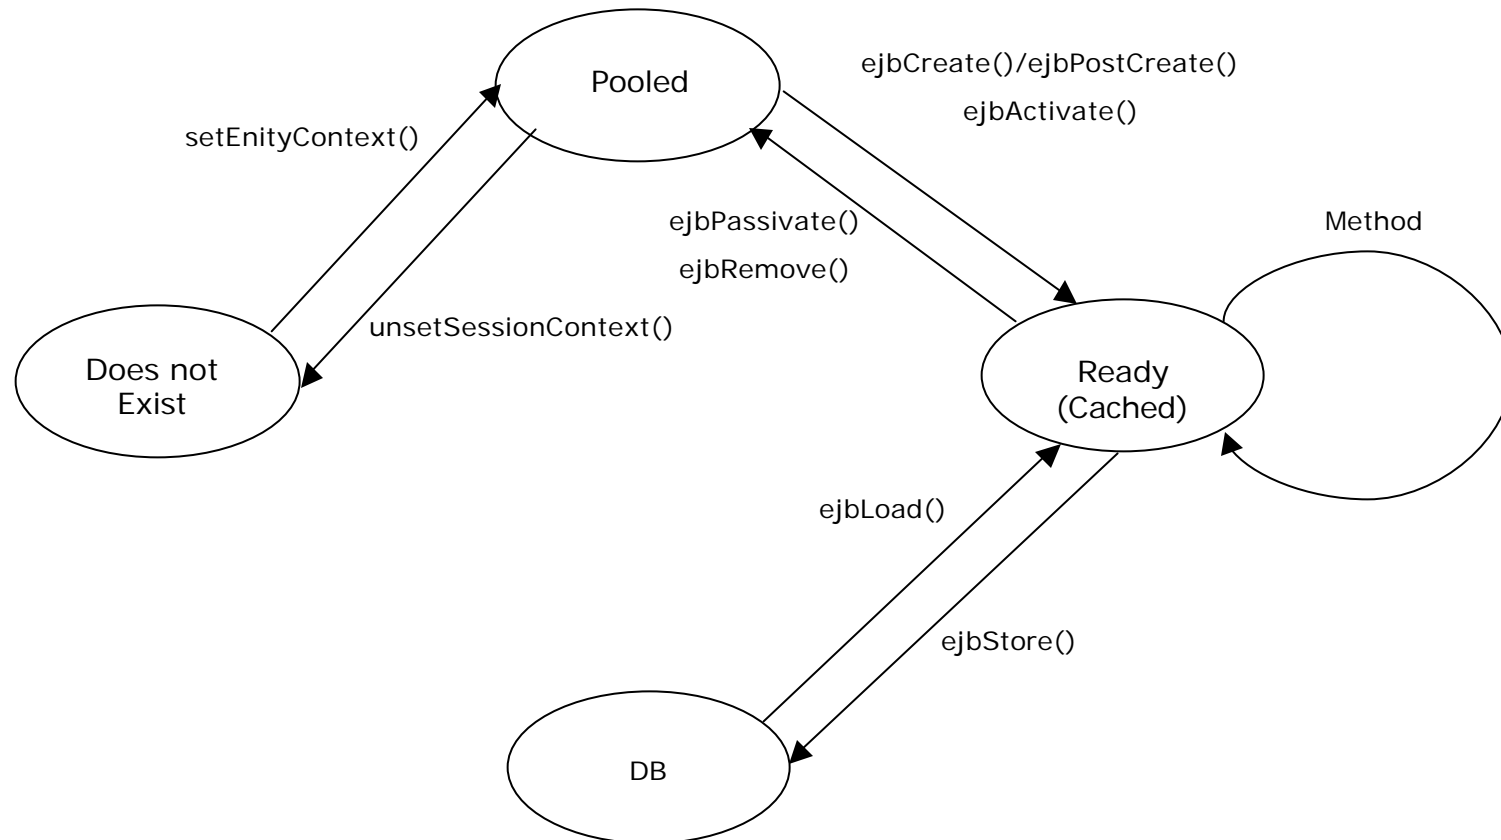 Pooled
ejbCreate()/ejbPostCreate()
ejbActivate()
setEnityContext()
ejbPassivate()
ejbRemove()
Method
unsetSessionContext()
Does not
Exist
Ready
(Cached)
ejbLoad()
ejbStore()
DB